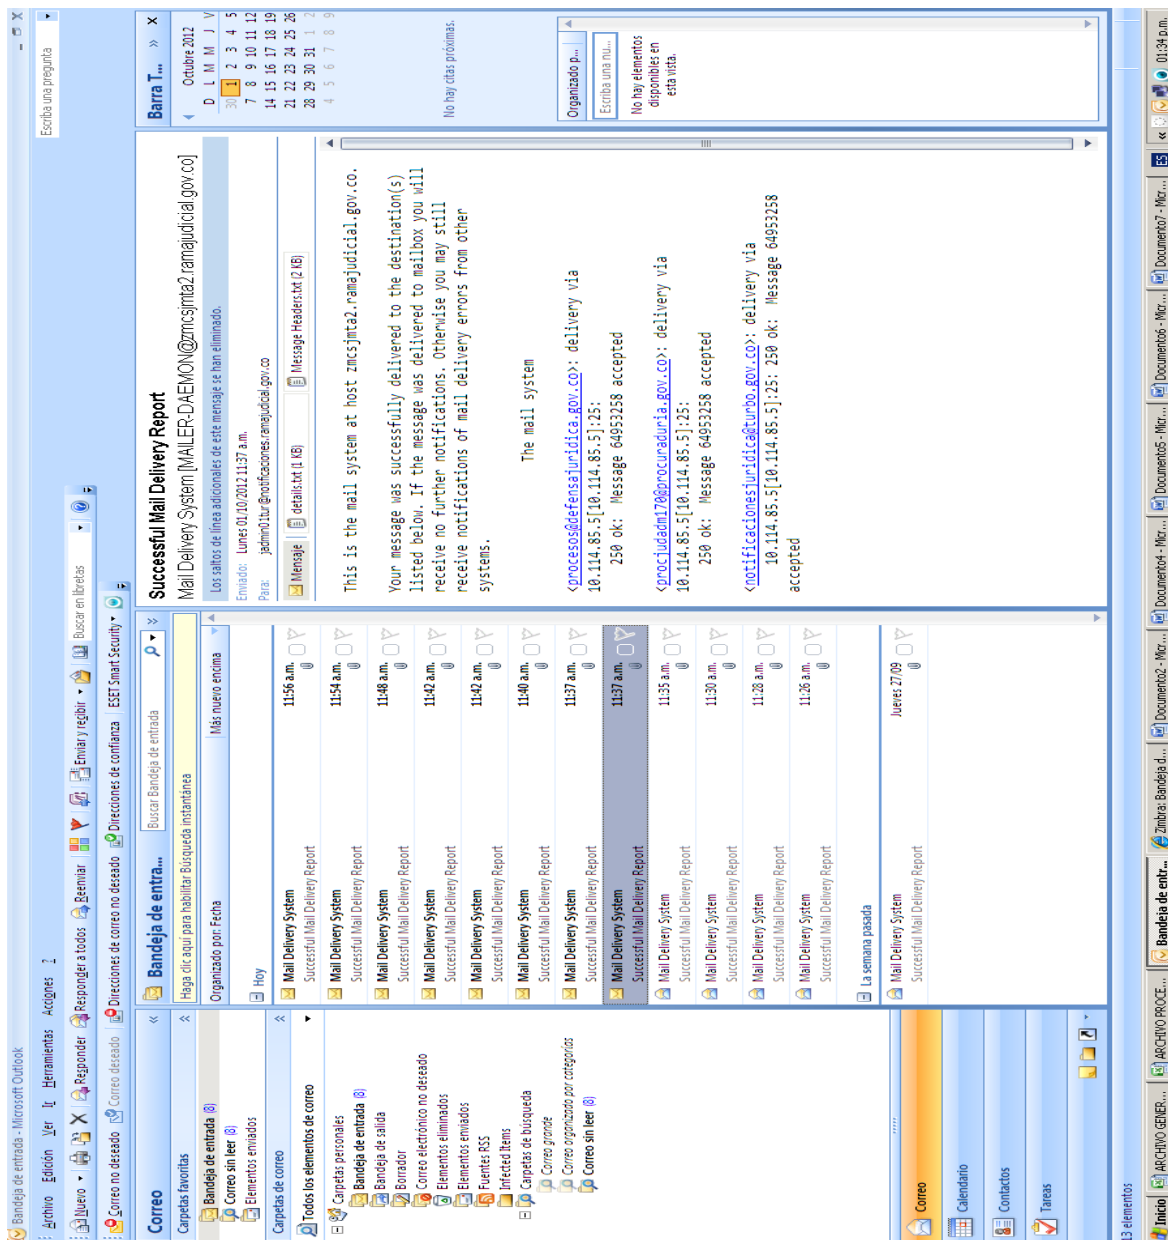 Bandeja de entrada - Microsoft Outlook
Archivo Edición Ver Ir Herramientas Acciones ?
Escriba una pregunta
Nuevo Responder Responder a todos Reenviar Enviar y recibir Buscar en libretas
Correo no deseado Correo deseado Direcciones de correo no deseado Direcciones de confianza ESET Smart Security
Correo
Carpetas favoritas
Bandeja de entrada (8)
Correo sin leer (8)
Elementos enviados
Carpetas de correo
Todos los elementos de correo
Carpetas personales
Bandeja de entrada (8)
Bandeja de salida
Borrador
Correo electrónico no deseado
Elementos eliminados
Elementos enviados
Fuentes RSS
Infected Items
Carpetas de búsqueda
Correo grande
Correo organizado por categorías
Correo sin leer (8)
Correo
Calendario
Contactos
Tareas
Bandeja de entra...
Buscar Bandeja de entrada
Haga clic aquí para habilitar Búsqueda instantánea
Organizado por: Fecha Más nuevo encima
Hoy
Mail Delivery System 11:56 a.m.
Successful Mail Delivery Report
Mail Delivery System 11:54 a.m.
Successful Mail Delivery Report
Mail Delivery System 11:48 a.m.
Successful Mail Delivery Report
Mail Delivery System 11:42 a.m.
Successful Mail Delivery Report
Mail Delivery System 11:42 a.m.
Successful Mail Delivery Report
Mail Delivery System 11:40 a.m.
Successful Mail Delivery Report
Mail Delivery System 11:37 a.m.
Successful Mail Delivery Report
Mail Delivery System 11:37 a.m.
Successful Mail Delivery Report
Mail Delivery System 11:35 a.m.
Successful Mail Delivery Report
Mail Delivery System 11:30 a.m.
Successful Mail Delivery Report
Mail Delivery System 11:28 a.m.
Successful Mail Delivery Report
Mail Delivery System 11:26 a.m.
Successful Mail Delivery Report
La semana pasada
Mail Delivery System Jueves 27/09
Successful Mail Delivery Report
Successful Mail Delivery Report
Mail Delivery System [MAILER-DAEMON@zmcsjmta2.ramajudicial.gov.co]
Los saltos de línea adicionales de este mensaje se han eliminado.
Enviado: Lunes 01/10/2012 11:37 a.m.
Para: jadmin01tur@notificaciones.ramajudicial.gov.co
Mensaje details.txt (1 KB) Message Headers.txt (2 KB)
This is the mail system at host zmcsjmta2.ramajudicial.gov.co.
Your message was successfully delivered to the destination(s)
listed below. If the message was delivered to mailbox you will
receive no further notifications. Otherwise you may still
receive notifications of mail delivery errors from other
systems.
The mail system
<procesos@defensajuridica.gov.co>: delivery via
10.114.85.5[10.114.85.5]:25:
250 ok: Message 64953258 accepted
<procjudadm170@procuraduria.gov.co>: delivery via
10.114.85.5[10.114.85.5]:25:
250 ok: Message 64953258 accepted
<notificacionesjuridica@turbo.gov.co>: delivery via
10.114.85.5[10.114.85.5]:25: 250 ok: Message 64953258
accepted
Barra T...
Octubre 2012
D L M M J V
30 1 2 3 4 5
7 8 9 10 11 12
14 15 16 17 18 19
21 22 23 24 25 26
28 29 30 31 1 2
4 5 6 7 8 9
No hay citas próximas.
Organizado p...
Escriba una nu...
No hay elementos
disponibles en
esta vista.
13 elementos
Inicio ARCHIVO GENER... ARCHIVO PROCE... Bandeja de entr... Zimbra: Bandeja d... Documento2 - Micr... Documento4 - Micr... Documento5 - Micr... Documento6 - Micr... Documento7 - Micr... ES 01:34 p.m.